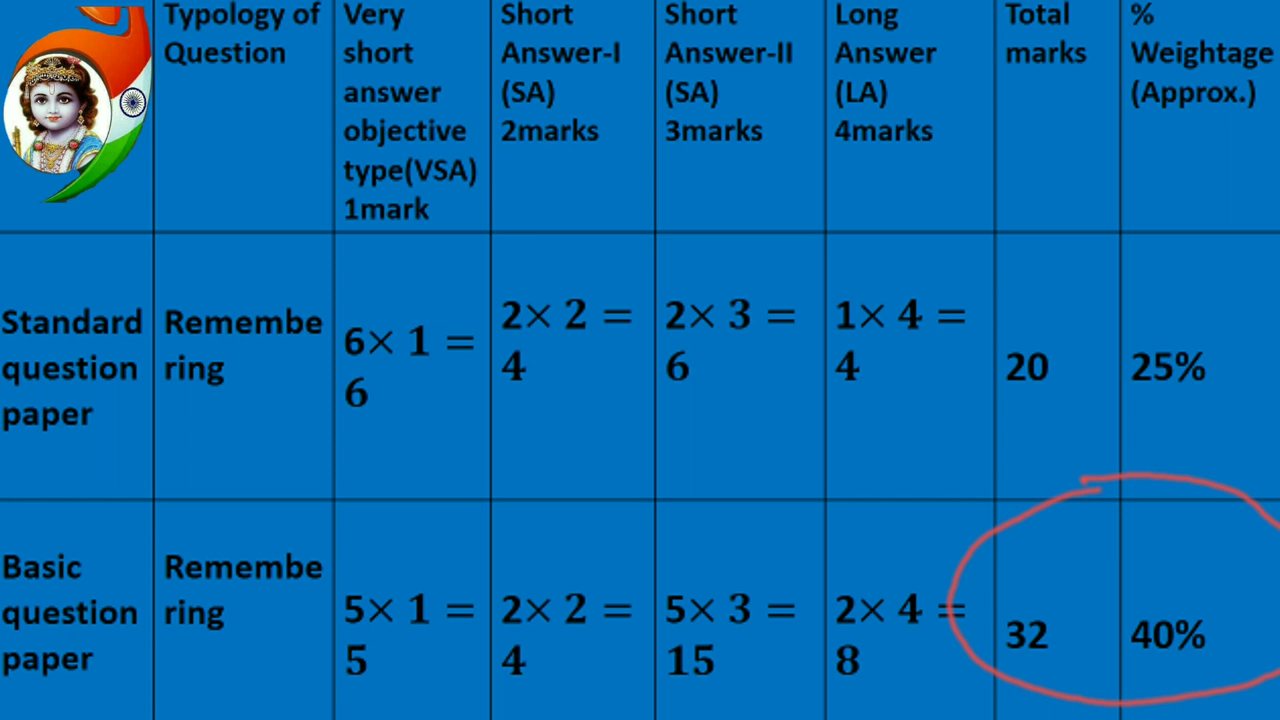 Typology of
Question
Very
short
answer
objective
type(VSA)
1mark
Short
Answer-I
(SA)
2marks
Short
Answer-II
(SA)
3marks
Long
Answer
(LA)
4marks
Total
marks
%
Weightage
(Approx.)
Standard
question
paper
Remembe
ring
6× 1 =
6
2× 2 =
4
2× 3 =
6
1× 4 =
4
20
25%
Basic
question
paper
Remembe
ring
5× 1 =
5
2× 2 =
4
5× 3 =
15
2× 4 =
8
32
40%